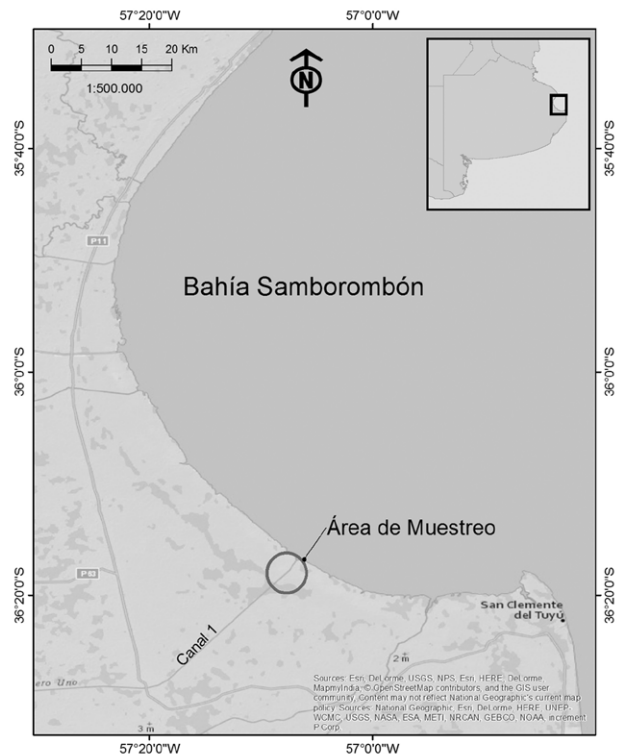 57°20'0"W 57°0'0"W
0 5 10 15 20 Km
1:500.000
N
35°40'0"S 35°40'0"S
P11
Bahía Samborombón
36°0'0"S 36°0'0"S
Área de Muestreo
P63
36°20'0"S 36°20'0"S
San Clemente
del Tuyú
Canal 1
2 m
ero Uno
Sources: Esri, DeLorme, USGS, NPS, Esri, HERE, DeLorme,
MapmyIndia, © OpenStreetMap contributors, and the GIS user
community, Content may not reflect National Geographic's current map
policy. Sources: National Geographic, Esri, DeLorme, HERE, UNEP-
WCMC, USGS, NASA, ESA, METI, NRCAN, GEBCO, NOAA, increment
P Corp.
3 m
57°20'0"W 57°0'0"W